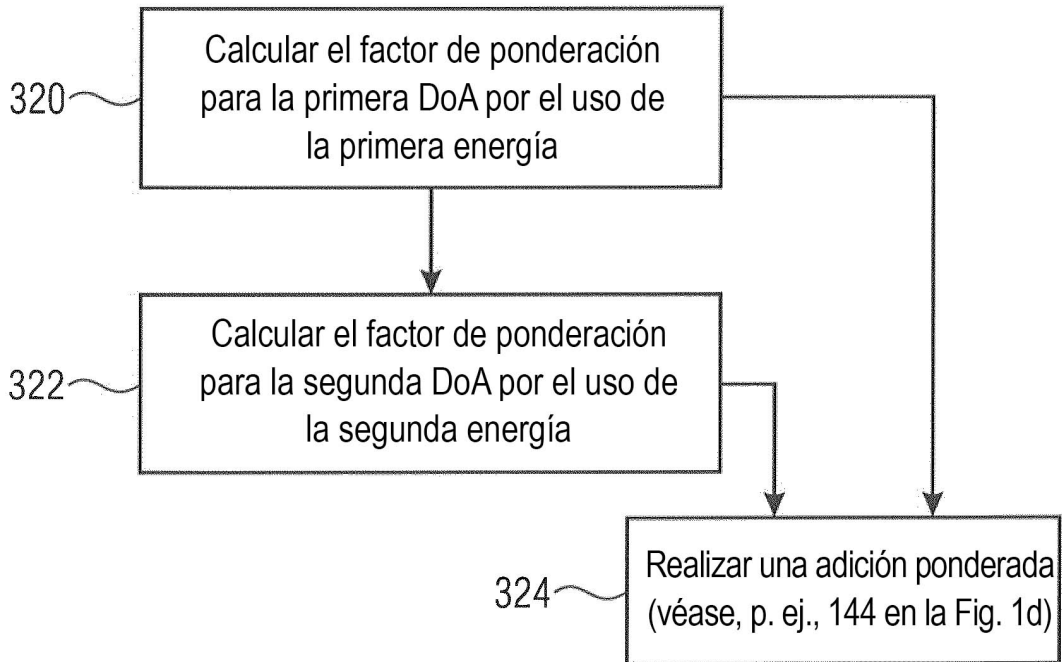 Calcular el factor de ponderación
para la primera DoA por el uso de
la primera energía
320
Calcular el factor de ponderación
para la segunda DoA por el uso de
la segunda energía
322
Realizar una adición ponderada
(véase, p. ej., 144 en la Fig. 1d)
324